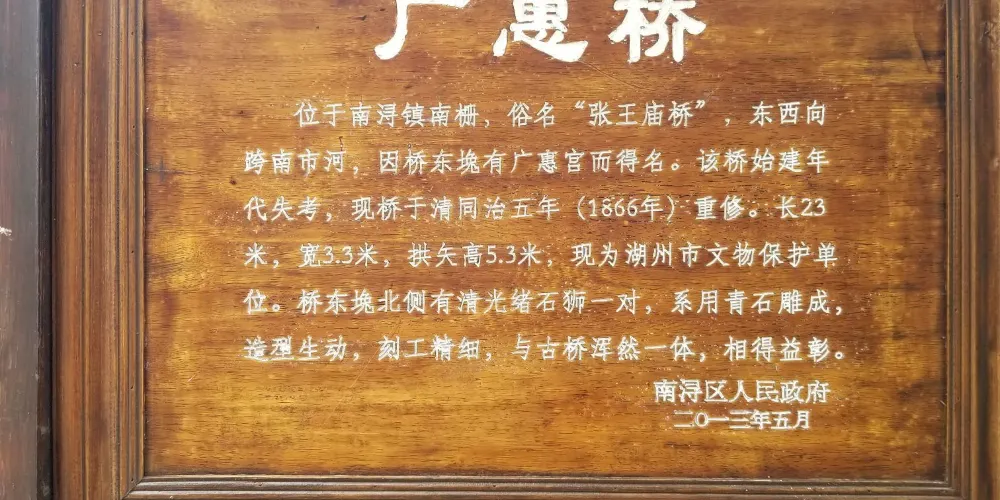 广惠桥
位于南浔镇南栅，俗名“张王庙桥”，东西向
跨南市河，因桥东堍有广惠宫而得名。该桥始建年
代失考，现桥于清同治五年（1866年）重修。长23
米，宽3.3米，拱矢高5.3米，现为湖州市文物保护单
位。桥东堍北侧有清光绪石狮一对，系用青石雕成，
造型生动，刻工精细，与古桥浑然一体，相得益彰。
南浔区人民政府
二〇一三年五月